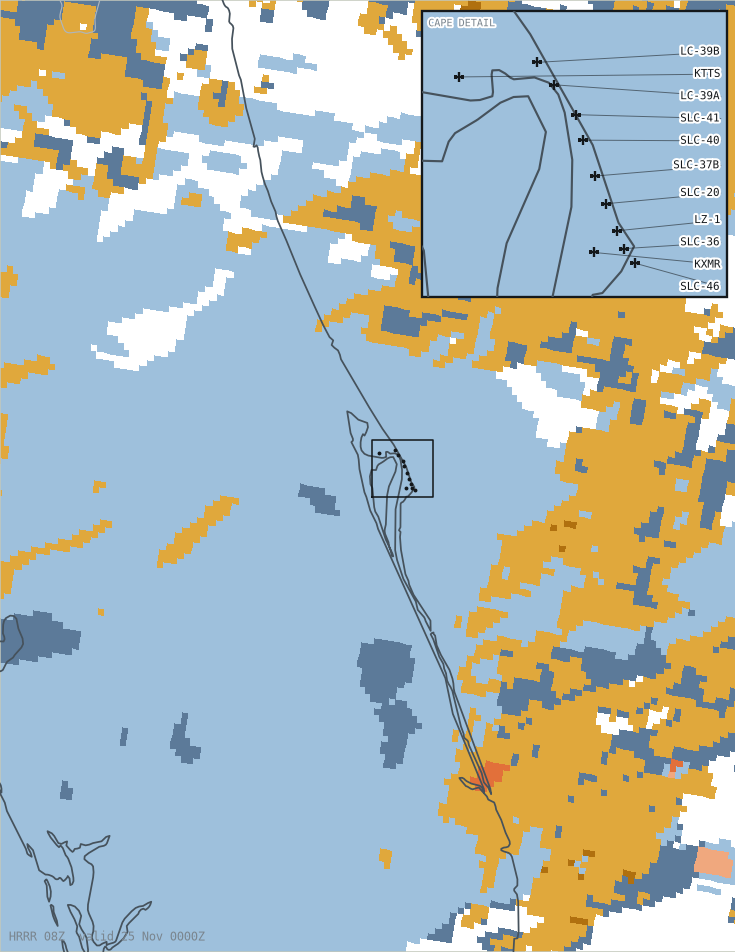 CAPE DETAIL
LC-39B
KTTS
LC-39A
SLC-41
SLC-40
SLC-37B
SLC-20
LZ-1
SLC-36
KXMR
SLC-46
HRRR 08Z  valid 25 Nov 0000Z